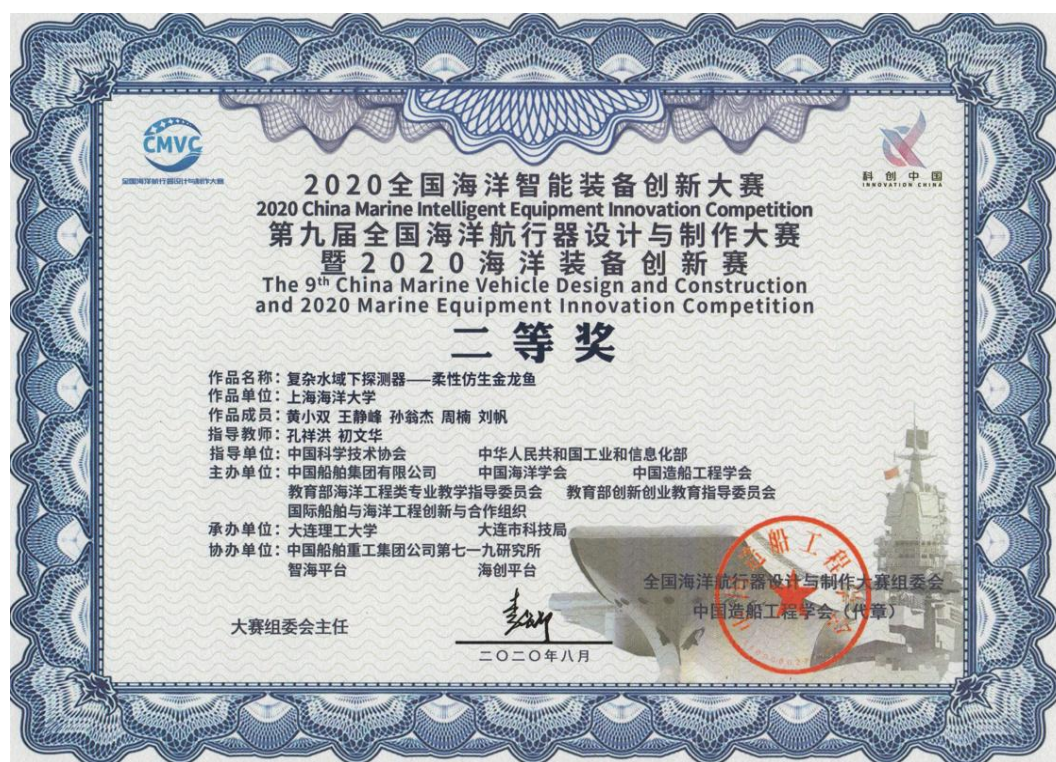 CMVC
全国海洋航行器设计与制作大赛
科创中国
INNOVATION CHINA
2020全国海洋智能装备创新大赛
2020 China Marine Intelligent Equipment Innovation Competition
第九届全国海洋航行器设计与制作大赛
暨2020海洋装备创新赛
The 9th China Marine Vehicle Design and Construction
and 2020 Marine Equipment Innovation Competition
二等奖
作品名称：复杂水域下探测器——柔性仿生金龙鱼
作品单位：上海海洋大学
作品成员：黄小双 王静峰 孙翁杰 周楠 刘帆
指导教师：孔祥洪 初文华
指导单位：中国科学技术协会 中华人民共和国工业和信息化部
主办单位：中国船舶集团有限公司 中国海洋学会 中国造船工程学会
教育部海洋工程类专业教学指导委员会 教育部创新创业教育指导委员会
国际船舶与海洋工程创新与合作组织
承办单位：大连理工大学 大连市科技局
协办单位：中国船舶重工集团公司第七一九研究所
智海平台 海创平台
全国海洋航行器设计与制作大赛组委会
中国造船工程学会（代章）
大赛组委会主任
二〇二〇年八月